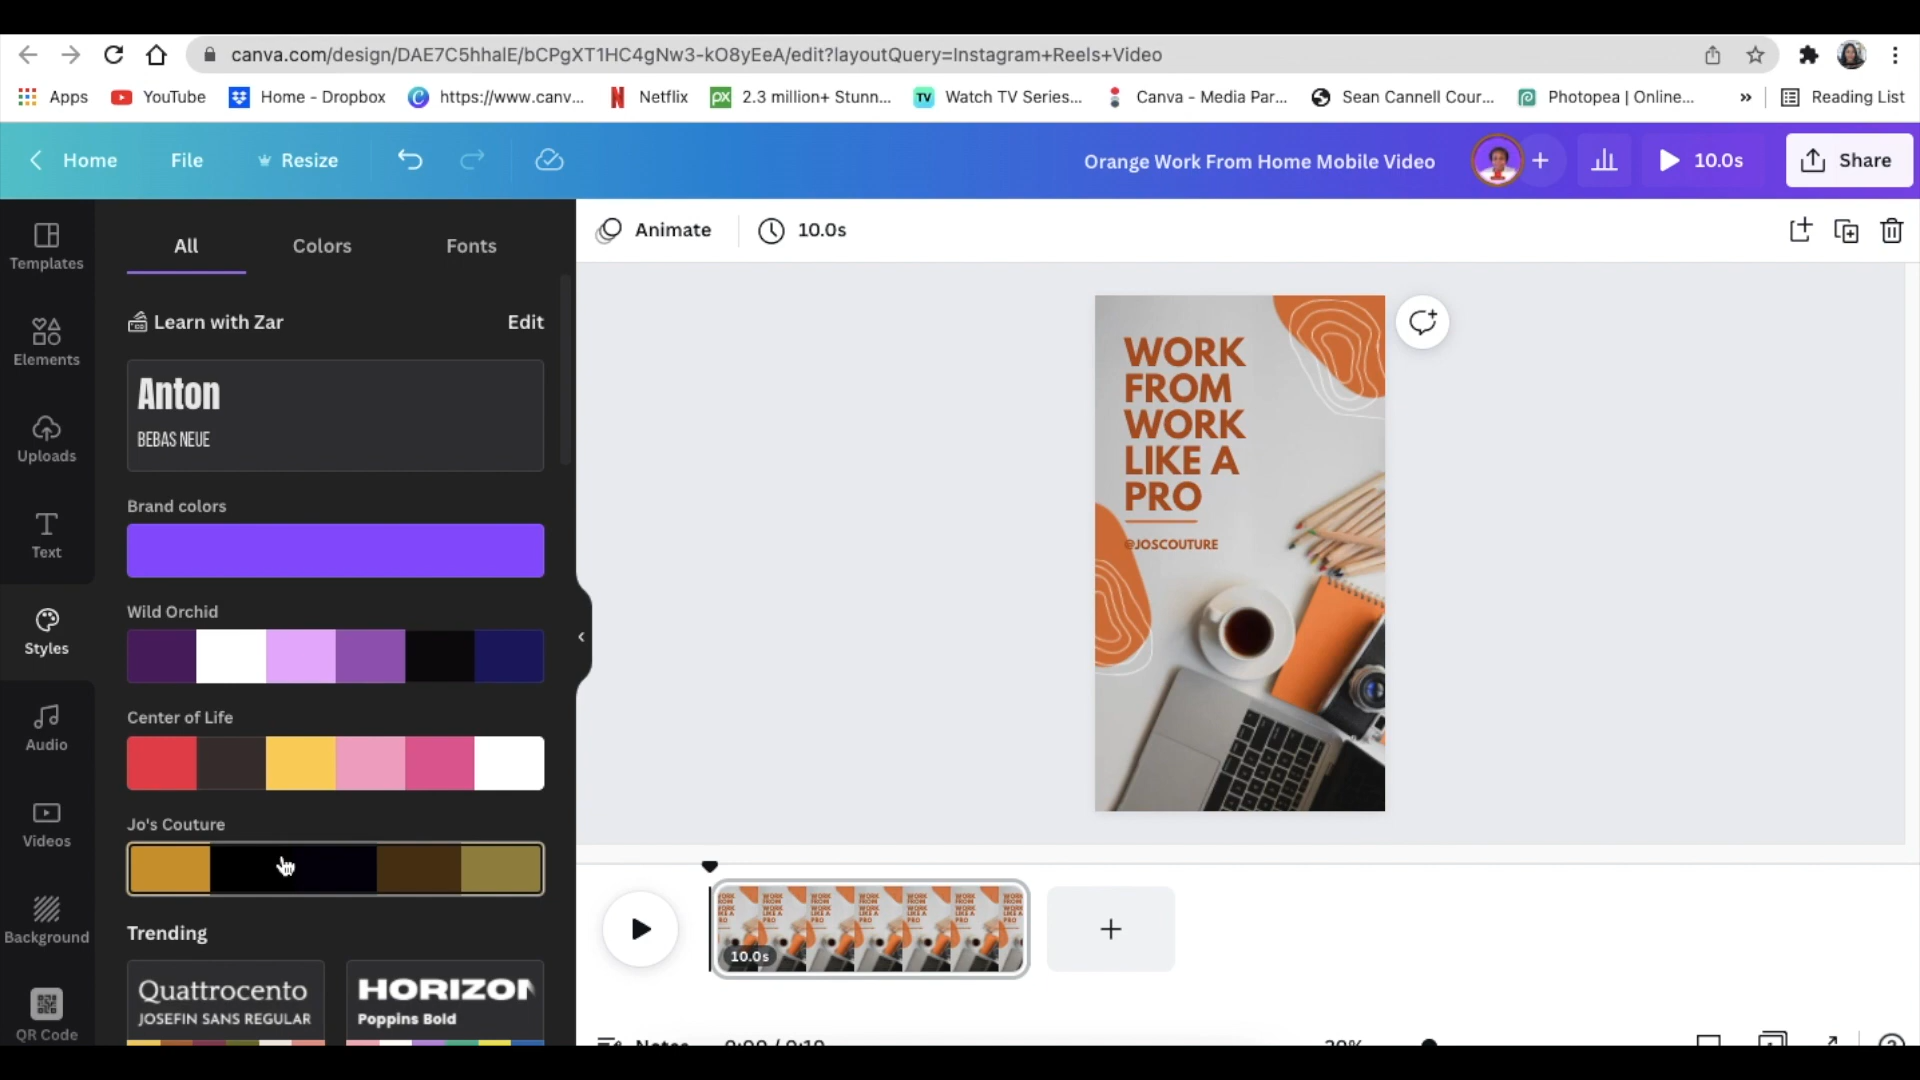 canva.com/design/DAE7C5hhalE/bCPgXT1HC4gNw3-kO8yEeA/edit?layoutQuery=Instagram+Reels+Video
Apps YouTube Home - Dropbox https://www.canv... Netflix 2.3 million+ Stunn... Watch TV Series... Canva - Media Par... Sean Cannell Cour... Photopea | Online... » Reading List
Home File Resize Orange Work From Home Mobile Video + 10.0s Share
Templates
Elements
Uploads
Text
Styles
Audio
Videos
Background
QR Code
All Colors Fonts
Learn with Zar Edit
Anton
BEBAS NEUE
Brand colors
Wild Orchid
Center of Life
Jo's Couture
Trending
Quattrocento
JOSEFIN SANS REGULAR
HORIZON
Poppins Bold
Animate 10.0s
WORK
FROM
WORK
LIKE A
PRO
@JOSCOUTURE
10.0s
+
Notes